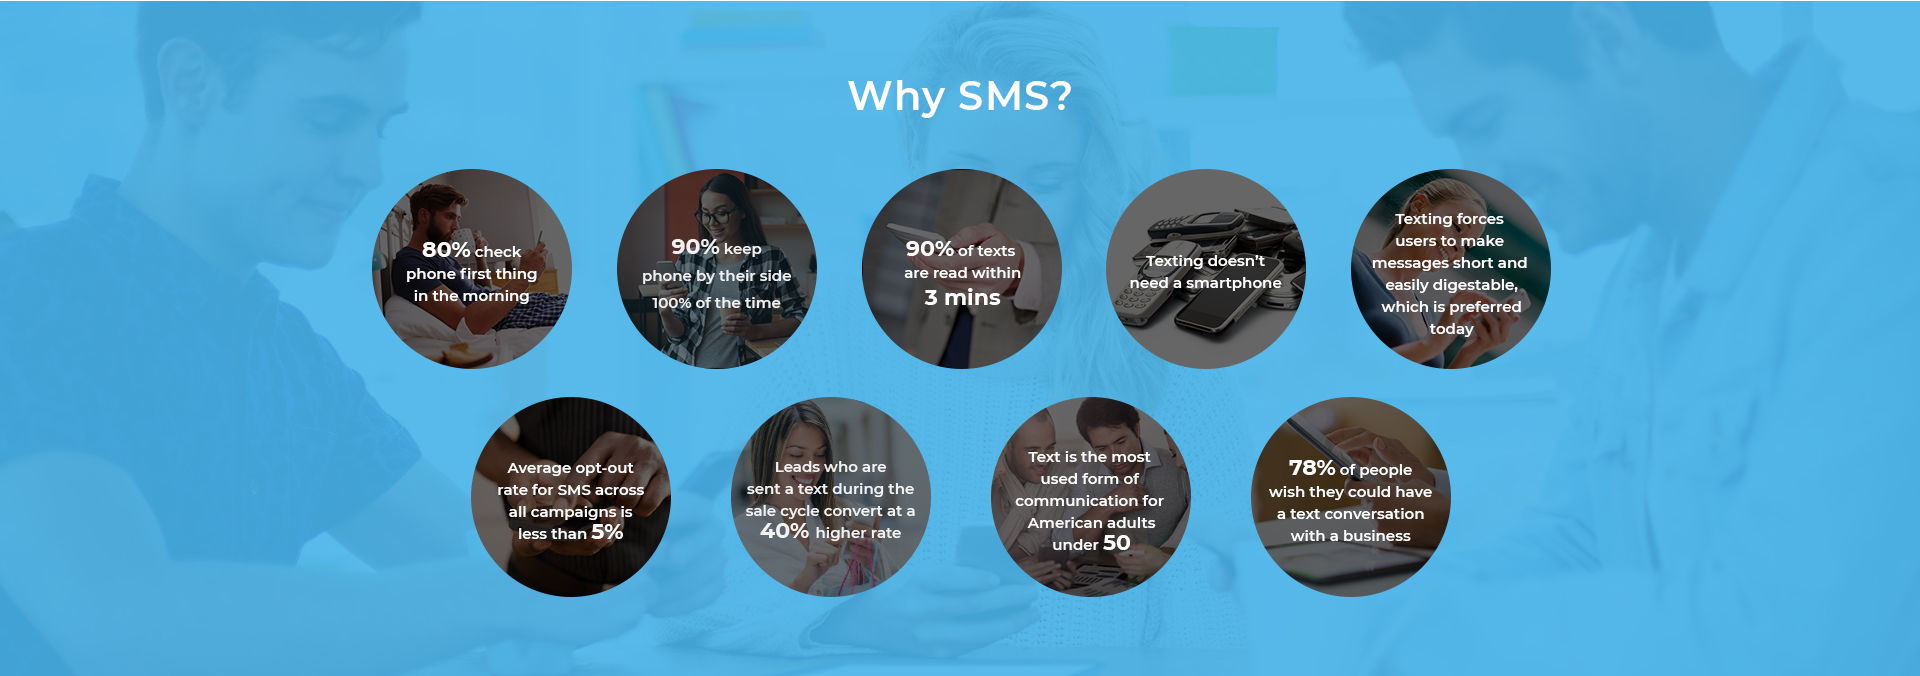 Why SMS?
80% check
phone first thing
in the morning
90% keep
phone by their side
100% of the time
90% of texts
are read within
3 mins
Texting doesn't
need a smartphone
Texting forces
users to make
messages short and
easily digestable,
which is preferred
today
Average opt-out
rate for SMS across
all campaigns is
less than 5%
Leads who are
sent a text during the
sale cycle convert at a
40% higher rate
Text is the most
used form of
communication for
American adults
under 50
78% of people
wish they could have
a text conversation
with a business